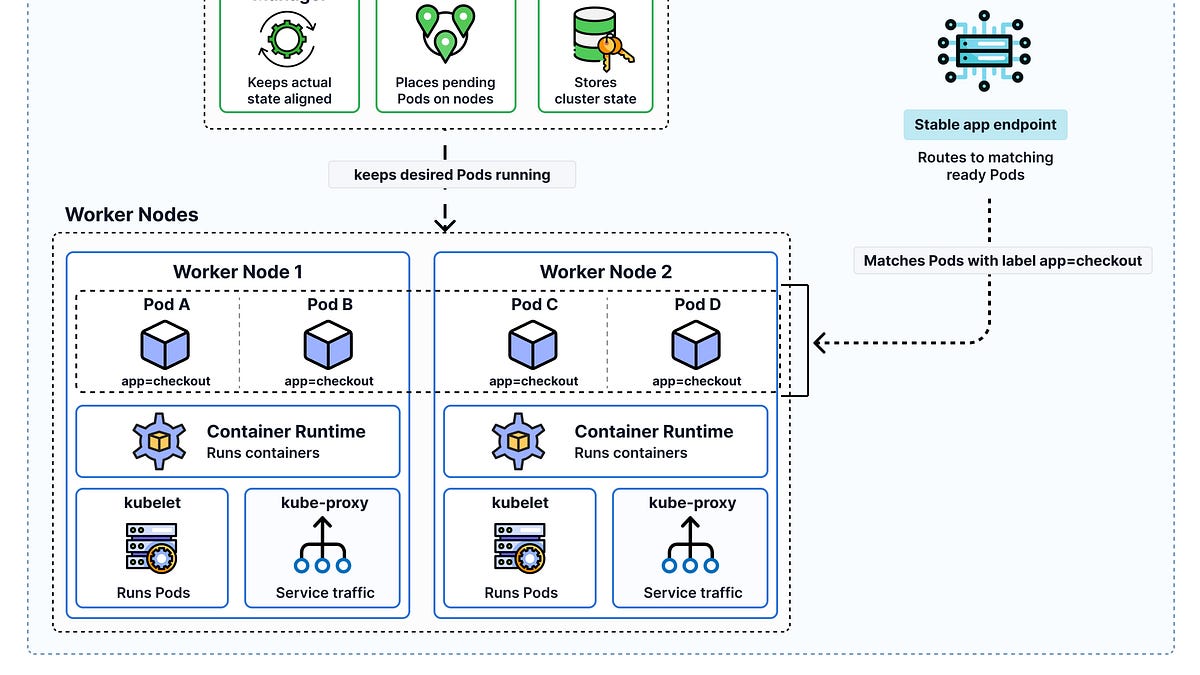 Keeps actual
state aligned
Places pending
Pods on nodes
Stores
cluster state
Stable app endpoint
Routes to matching
ready Pods
keeps desired Pods running
Matches Pods with label app=checkout
Worker Nodes
Worker Node 1
Pod A
Pod B
app=checkout
app=checkout
Container Runtime
Runs containers
kubelet
Runs Pods
kube-proxy
Service traffic
Worker Node 2
Pod C
Pod D
app=checkout
app=checkout
Container Runtime
Runs containers
kubelet
Runs Pods
kube-proxy
Service traffic